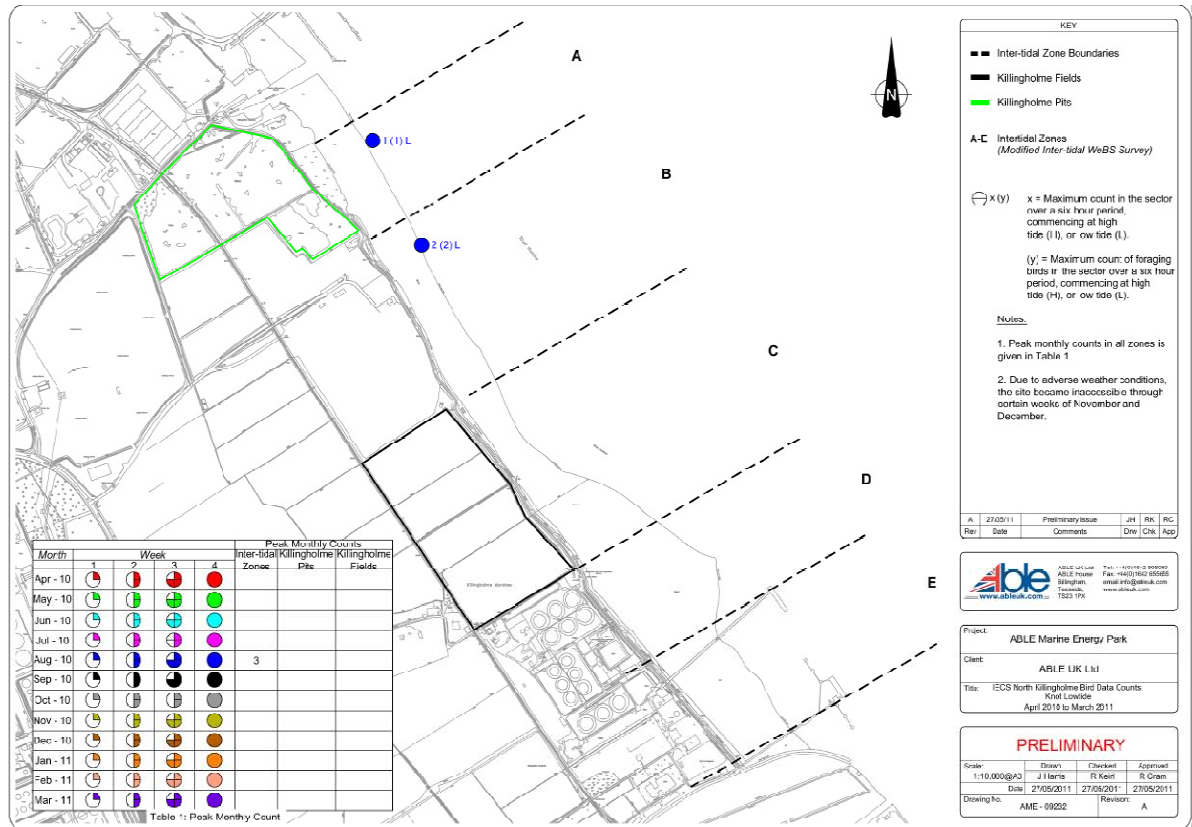 A
B
C
D
E
1 (1) L
2 (2) L
N
KEY
Inter-tidal Zone Boundaries
Killingholme Fields
Killingholme Pits
A-E Intertidal Zones
(Modified Inter-tidal WeBS Survey)
x (y) x = Maximum count in the sector
over a six hour period,
commencing at high
tide (H), or low tide (L).
(y) = Maximum count of foraging
birds in the sector over a six hour
period, commencing at high
tide (H), or low tide (L).
Notes:
1. Peak monthly counts in all zones is
given in Table 1
2. Due to adverse weather conditions,
the site became inaccessible through
certain weeks of November and
December.
A 27/05/11 Preliminary Issue JH RK RC
Rev Date Comments Drw Chk App
able
www.ableuk.com
ABLE UK Ltd
ABLE House
Billingham,
Teesside,
TS23 1PX
Fax: +44(0)1642 655655
email:info@ableuk.com
www.ableuk.com
Project:
ABLE Marine Energy Park
Client:
ABLE UK Ltd
Title: IECS North Killingholme Bird Data Counts
Knot Lowtide
April 2010 to March 2011
PRELIMINARY
Scale: Drawn Checked Approved
1:10,000@A3 J Harris R Keirl R Cram
Date 27/05/2011 27/05/2011 27/05/2011
Drawing No. Revision:
AME - 09232 A
Peak Monthly Counts
Month Week Inter-tidal Zones Killingholme Pits Killingholme Fields
1 2 3 4
Apr - 10
May - 10
Jun - 10
Jul - 10
Aug - 10 3
Sep - 10
Oct - 10
Nov - 10
Dec - 10
Jan - 11
Feb - 11
Mar - 11
Table 1: Peak Monthly Count
Killingholme Marshes